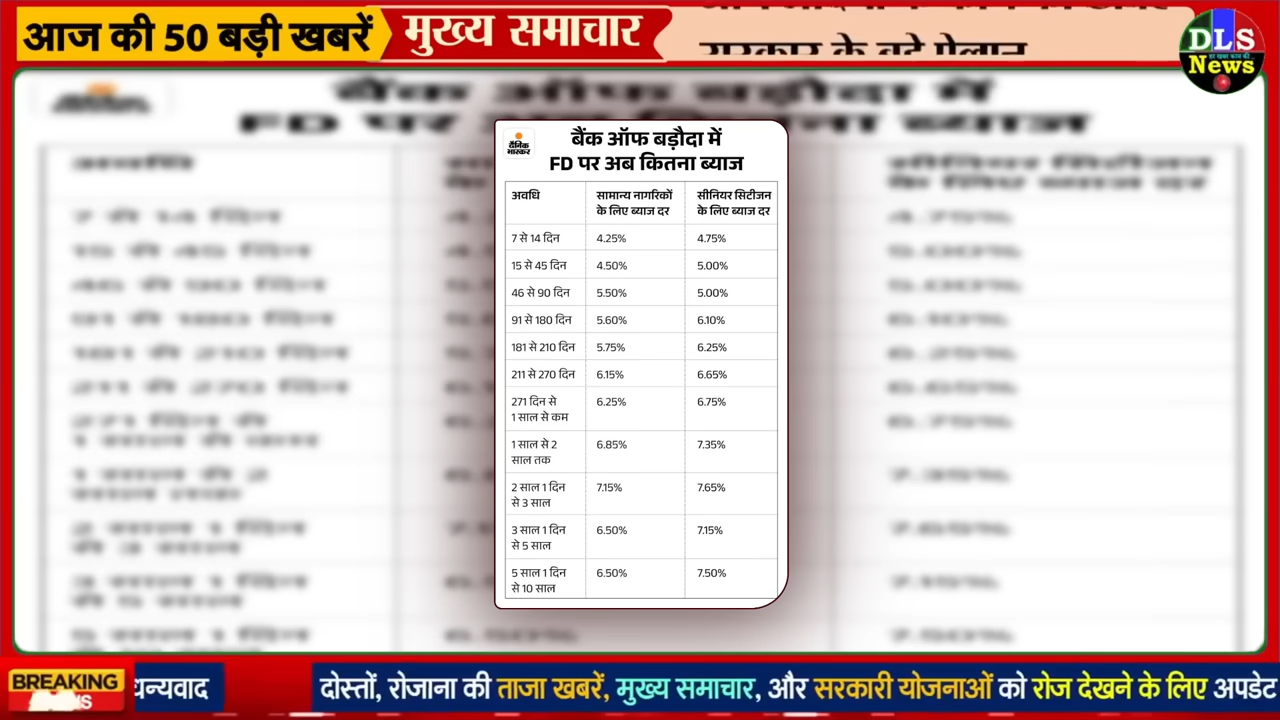 आज की 50 बड़ी खबरें
मुख्य समाचार
सरकार के बड़े ऐलान
DLS
News
दैनिक
भास्कर
बैंक ऑफ बड़ौदा में
FD पर अब कितना ब्याज
अवधि सामान्य नागरिकों के लिए ब्याज दर सीनियर सिटीजन के लिए ब्याज दर
7 से 14 दिन 4.25% 4.75%
15 से 45 दिन 4.50% 5.00%
46 से 90 दिन 5.50% 5.00%
91 से 180 दिन 5.60% 6.10%
181 से 210 दिन 5.75% 6.25%
211 से 270 दिन 6.15% 6.65%
271 दिन से 1 साल से कम 6.25% 6.75%
1 साल से 2 साल तक 6.85% 7.35%
2 साल 1 दिन से 3 साल 7.15% 7.65%
3 साल 1 दिन से 5 साल 6.50% 7.15%
5 साल 1 दिन से 10 साल 6.50% 7.50%
BREAKING
धन्यवाद
दोस्तों, रोजाना की ताजा खबरें, मुख्य समाचार, और सरकारी योजनाओं को रोज देखने के लिए अपडेट